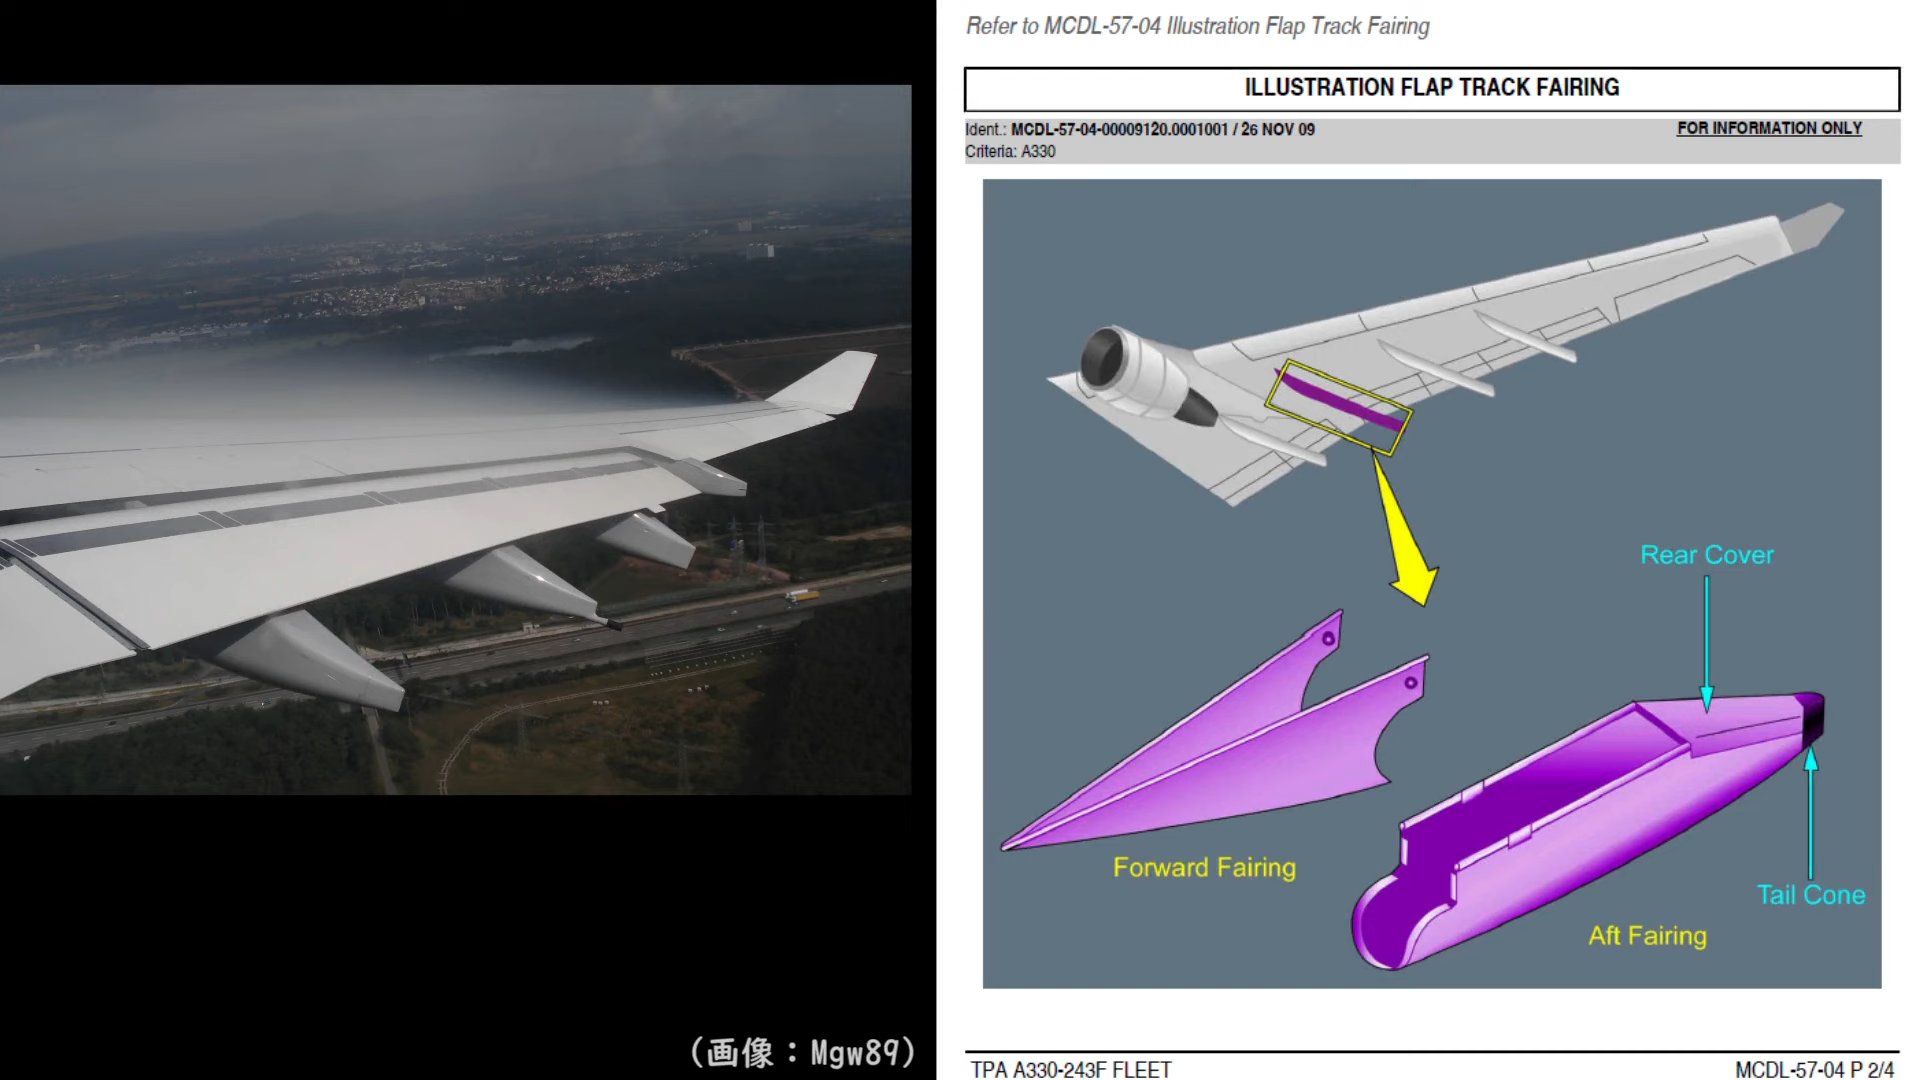 Refer to MCDL-57-04 Illustration Flap Track Fairing
ILLUSTRATION FLAP TRACK FAIRING
Ident.: MCDL-57-04-00009120.0001001 / 26 NOV 09
FOR INFORMATION ONLY
Criteria: A330
Rear Cover
Forward Fairing
Tail Cone
Aft Fairing
(画像：Mgw89)
TPA A330-243F FLEET
MCDL-57-04 P 2/4